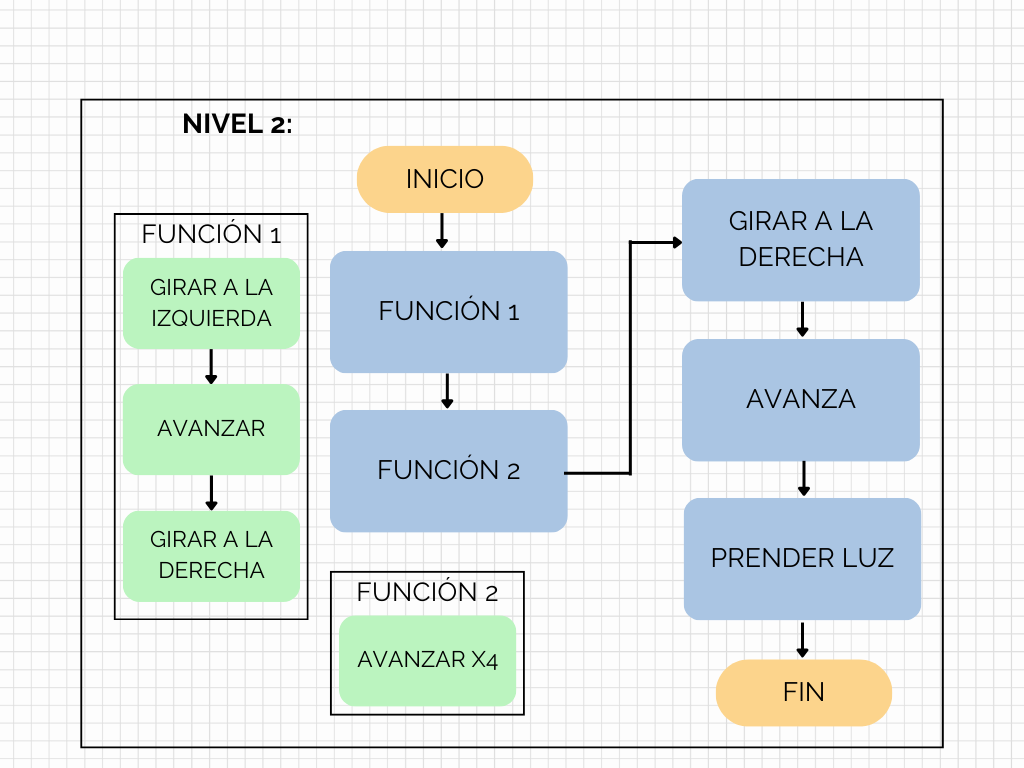 NIVEL 2:
INICIO
FUNCIÓN 1
GIRAR A LA
IZQUIERDA
AVANZAR
GIRAR A LA
DERECHA
FUNCIÓN 1
FUNCIÓN 2
FUNCIÓN 2
AVANZAR X4
GIRAR A LA
DERECHA
AVANZA
PRENDER LUZ
FIN